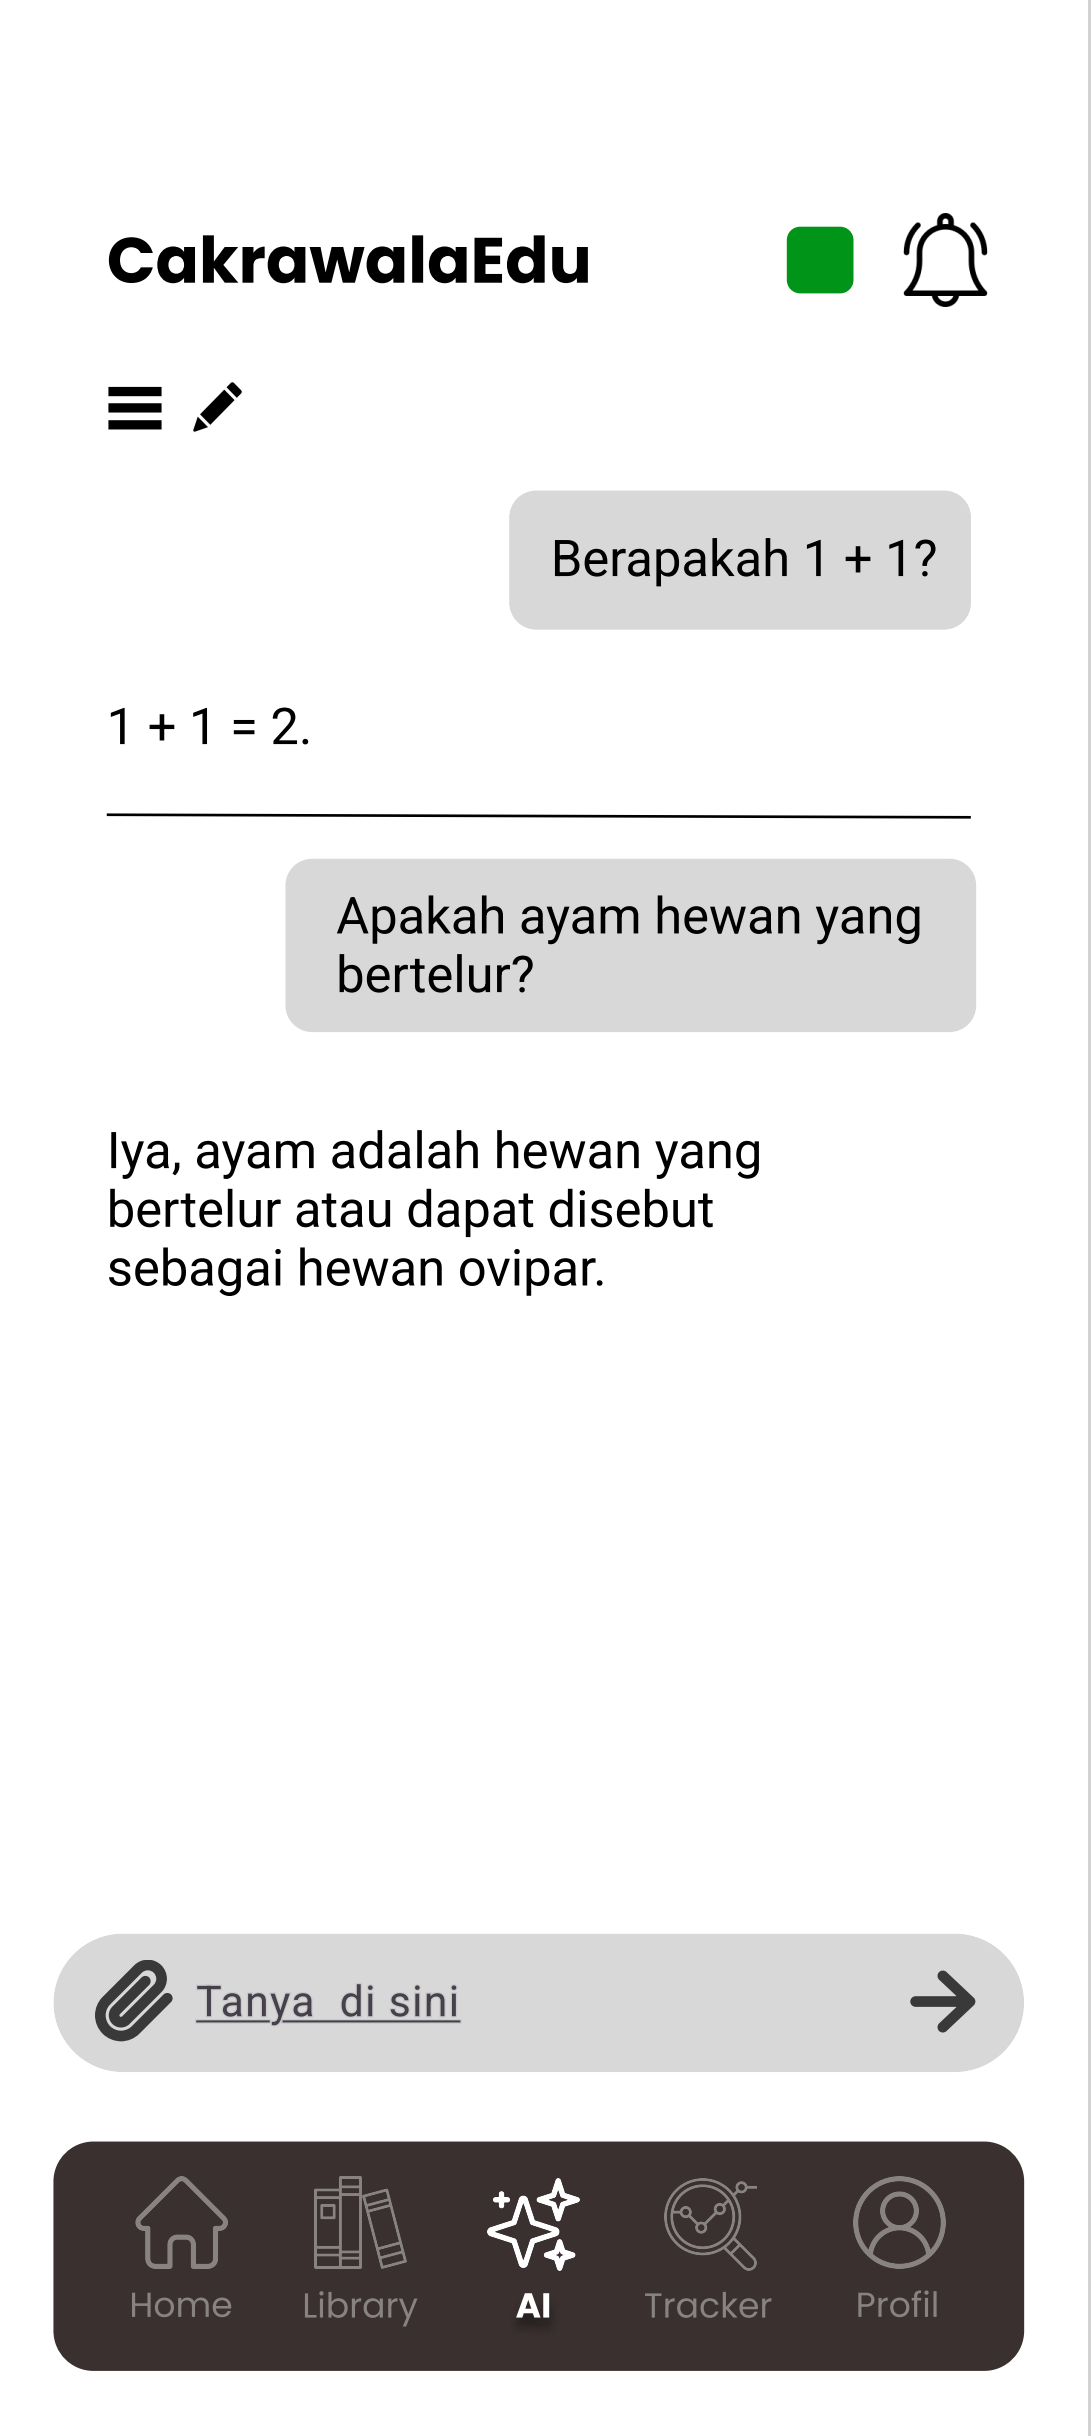 CakrawalaEdu
Berapakah 1 + 1?
1 + 1 = 2.
Apakah ayam hewan yang
bertelur?
Iya, ayam adalah hewan yang
bertelur atau dapat disebut
sebagai hewan ovipar.
Tanya  di sini
Home
Library
AI
Tracker
Profil